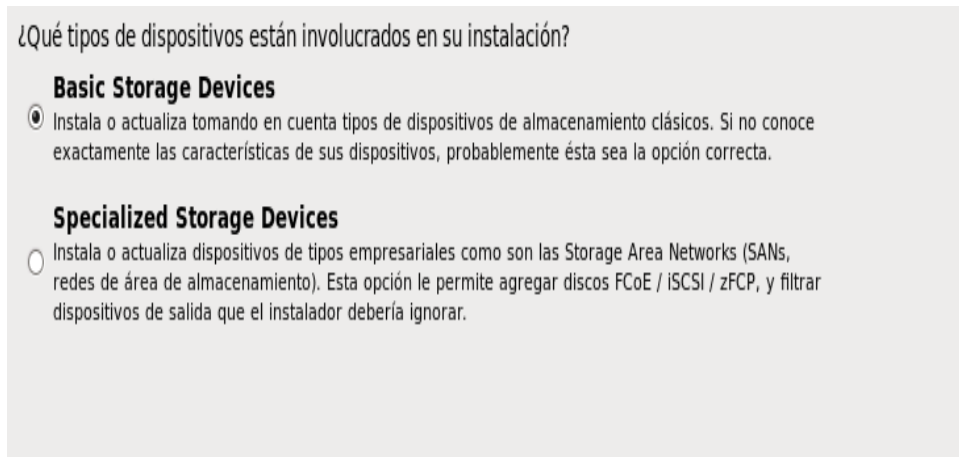 ¿Qué tipos de dispositivos están involucrados en su instalación?
Basic Storage Devices
Instala o actualiza tomando en cuenta tipos de dispositivos de almacenamiento clásicos. Si no conoce
exactamente las características de sus dispositivos, probablemente ésta sea la opción correcta.
Specialized Storage Devices
Instala o actualiza dispositivos de tipos empresariales como son las Storage Area Networks (SANs,
redes de área de almacenamiento). Esta opción le permite agregar discos FCoE / iSCSI / zFCP, y filtrar
dispositivos de salida que el instalador debería ignorar.